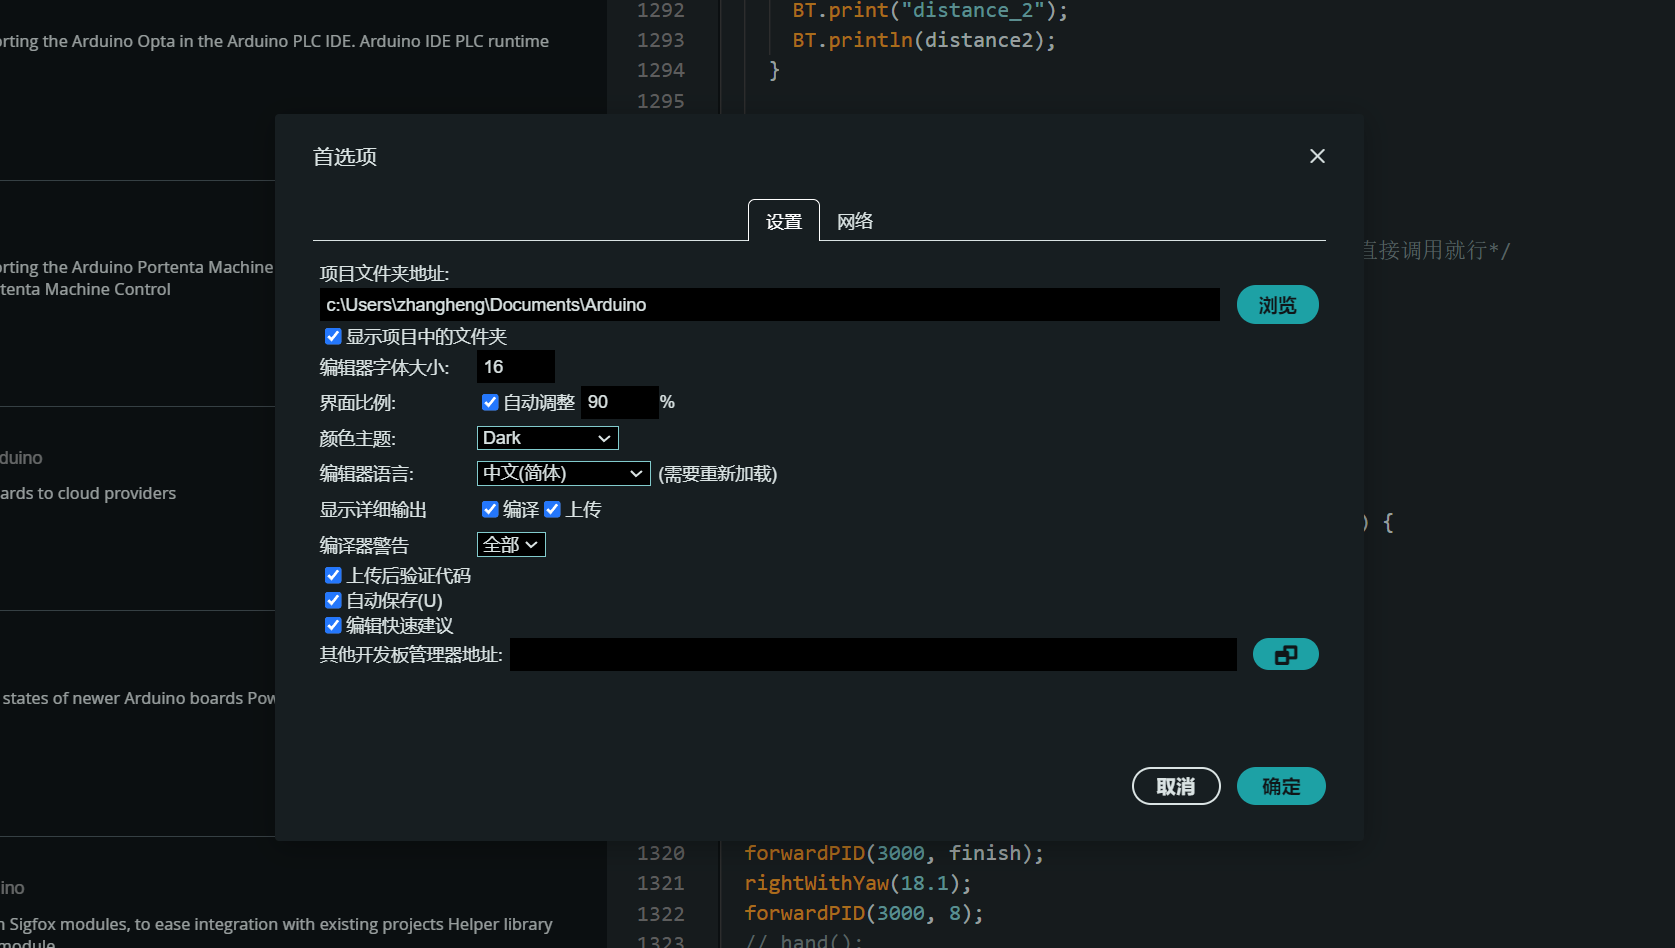 1292 BT.print("distance_2");
orting the Arduino Opta in the Arduino PLC IDE. Arduino IDE PLC runtime
1293 BT.println(distance2);
1294 }
1295
首选项
设置 网络
直接调用就行*/
orting the Arduino Portenta Machine
tenta Machine Control
项目文件夹地址:
c:\Users\zhangheng\Documents\Arduino 浏览
显示项目中的文件夹
编辑器字体大小: 16
界面比例: 自动调整 90 %
颜色主题: Dark
duino
编辑器语言: 中文(简体) (需要重新加载)
ards to cloud providers
显示详细输出 编译 上传
) {
编译器警告 全部
上传后验证代码
自动保存(U)
编辑快速建议
其他开发板管理器地址:
states of newer Arduino boards Pow
取消 确定
1320 forwardPID(3000, finish);
1321 rightWithYaw(18.1);
ino
1322 forwardPID(3000, 8);
n Sigfox modules, to ease integration with existing projects Helper library
1323 // hand();
module